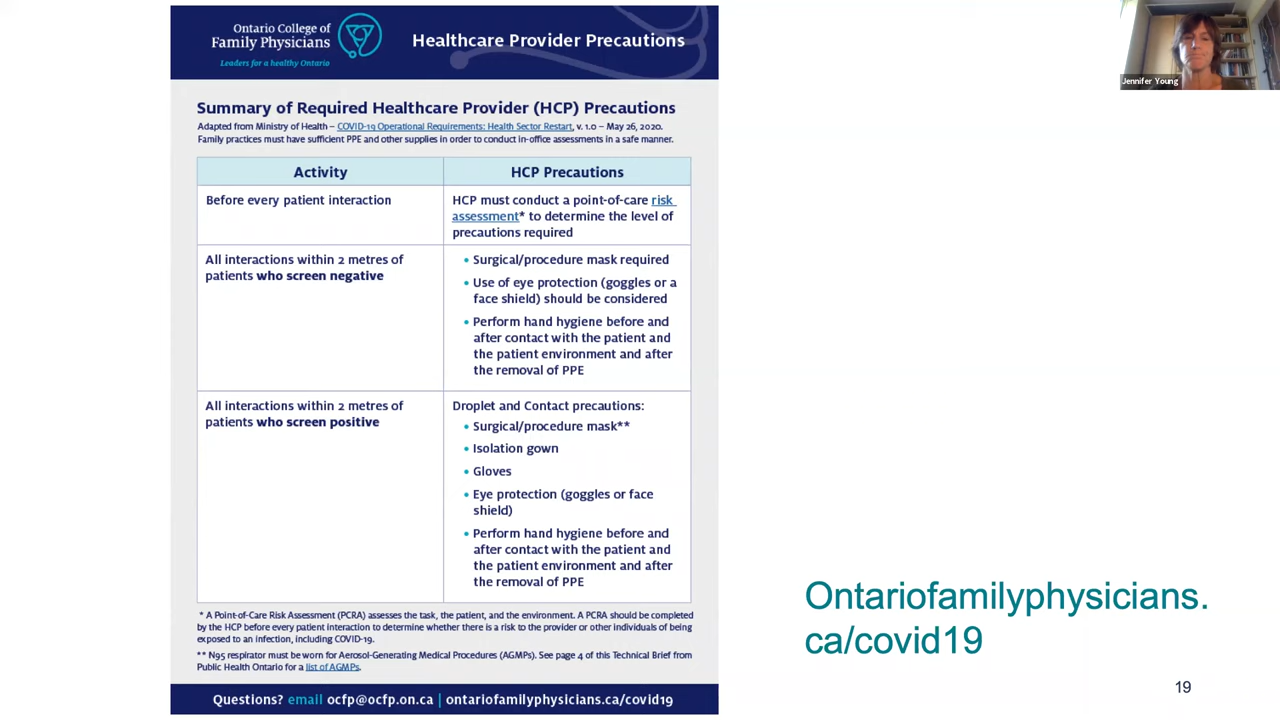 Ontario College of
Family Physicians
Leaders for a healthy Ontario
Healthcare Provider Precautions
Jennifer Young
Summary of Required Healthcare Provider (HCP) Precautions
Adapted from Ministry of Health – COVID-19 Operational Requirements: Health Sector Restart, v. 1.0 – May 26, 2020.
Family practices must have sufficient PPE and other supplies in order to conduct in-office assessments in a safe manner.
Activity
HCP Precautions
Before every patient interaction
HCP must conduct a point-of-care risk
assessment* to determine the level of
precautions required
All interactions within 2 metres of
patients who screen negative
• Surgical/procedure mask required
• Use of eye protection (goggles or a
face shield) should be considered
• Perform hand hygiene before and
after contact with the patient and
the patient environment and after
the removal of PPE
All interactions within 2 metres of
patients who screen positive
Droplet and Contact precautions:
• Surgical/procedure mask**
• Isolation gown
• Gloves
• Eye protection (goggles or face
shield)
• Perform hand hygiene before and
after contact with the patient and
the patient environment and after
the removal of PPE
* A Point-of-Care Risk Assessment (PCRA) assesses the task, the patient, and the environment. A PCRA should be completed
by the HCP before every patient interaction to determine whether there is a risk to the provider or other individuals of being
exposed to an infection, including COVID-19.
** N95 respirator must be worn for Aerosol-Generating Medical Procedures (AGMPs). See page 4 of this Technical Brief from
Public Health Ontario for a list of AGMPs.
Questions? email ocfp@ocfp.on.ca | ontariofamilyphysicians.ca/covid19
Ontariofamilyphysicians.
ca/covid19
19